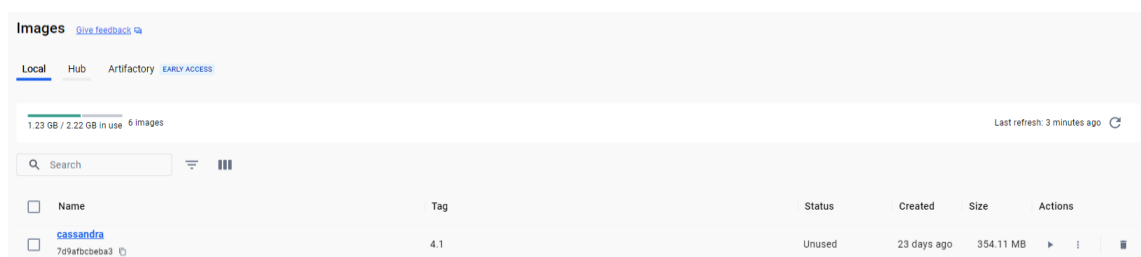 Images Give feedback
Local Hub Artifactory EARLY ACCESS
1.23 GB / 2.22 GB in use 6 images Last refresh: 3 minutes ago
Search
Name Tag Status Created Size Actions
cassandra
7d9afbcbeba3 4.1 Unused 23 days ago 354.11 MB